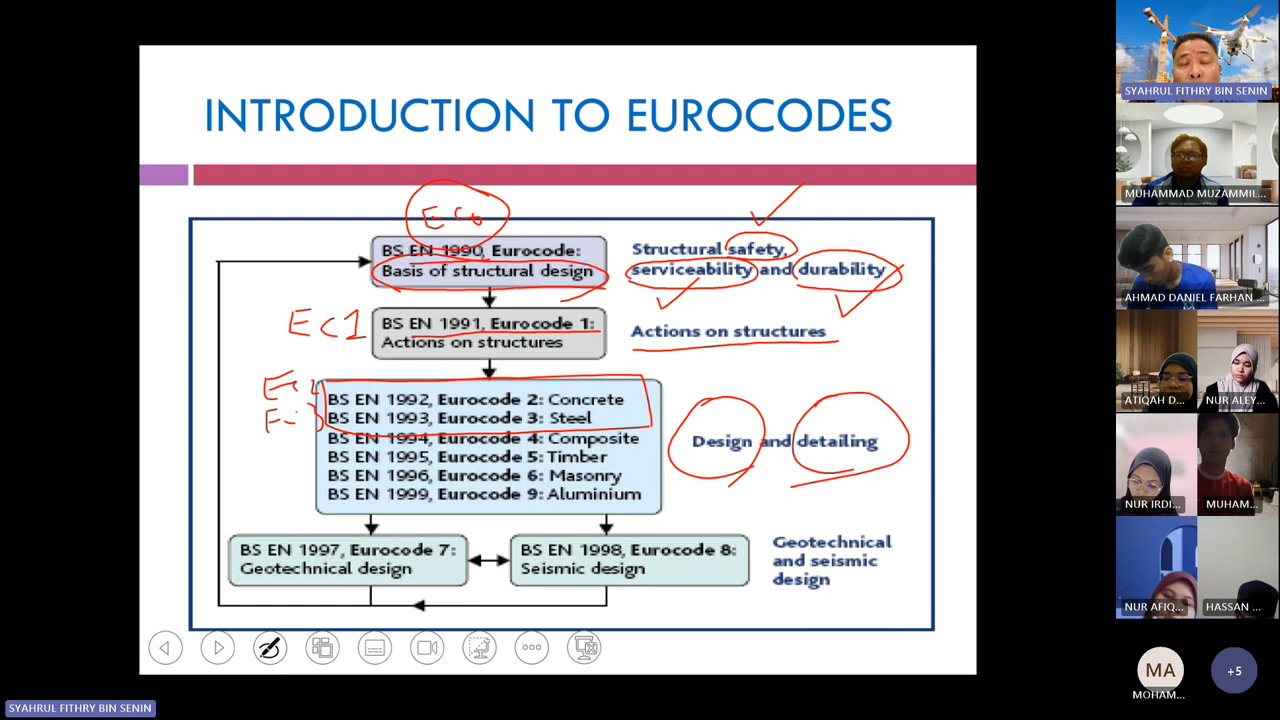 INTRODUCTION TO EUROCODES
EC0
BS EN 1990, Eurocode:
Basis of structural design
Structural safety,
serviceability and durability
EC1
BS EN 1991, Eurocode 1:
Actions on structures
Actions on structures
BS EN 1992, Eurocode 2: Concrete
BS EN 1993, Eurocode 3: Steel
BS EN 1994, Eurocode 4: Composite
BS EN 1995, Eurocode 5: Timber
BS EN 1996, Eurocode 6: Masonry
BS EN 1999, Eurocode 9: Aluminium
Design and detailing
BS EN 1997, Eurocode 7:
Geotechnical design
BS EN 1998, Eurocode 8:
Seismic design
Geotechnical
and seismic
design
SYAHRUL FITHRY BIN SENIN
MUHAMMAD MUZAMMIL...
AHMAD DANIEL FARHAN ...
ATIQAH D...
NUR ALEY...
NUR IRDI...
MUHAM...
NUR AFIQ...
HASSAN ...
MA
MOHAM...
+5
SYAHRUL FITHRY BIN SENIN